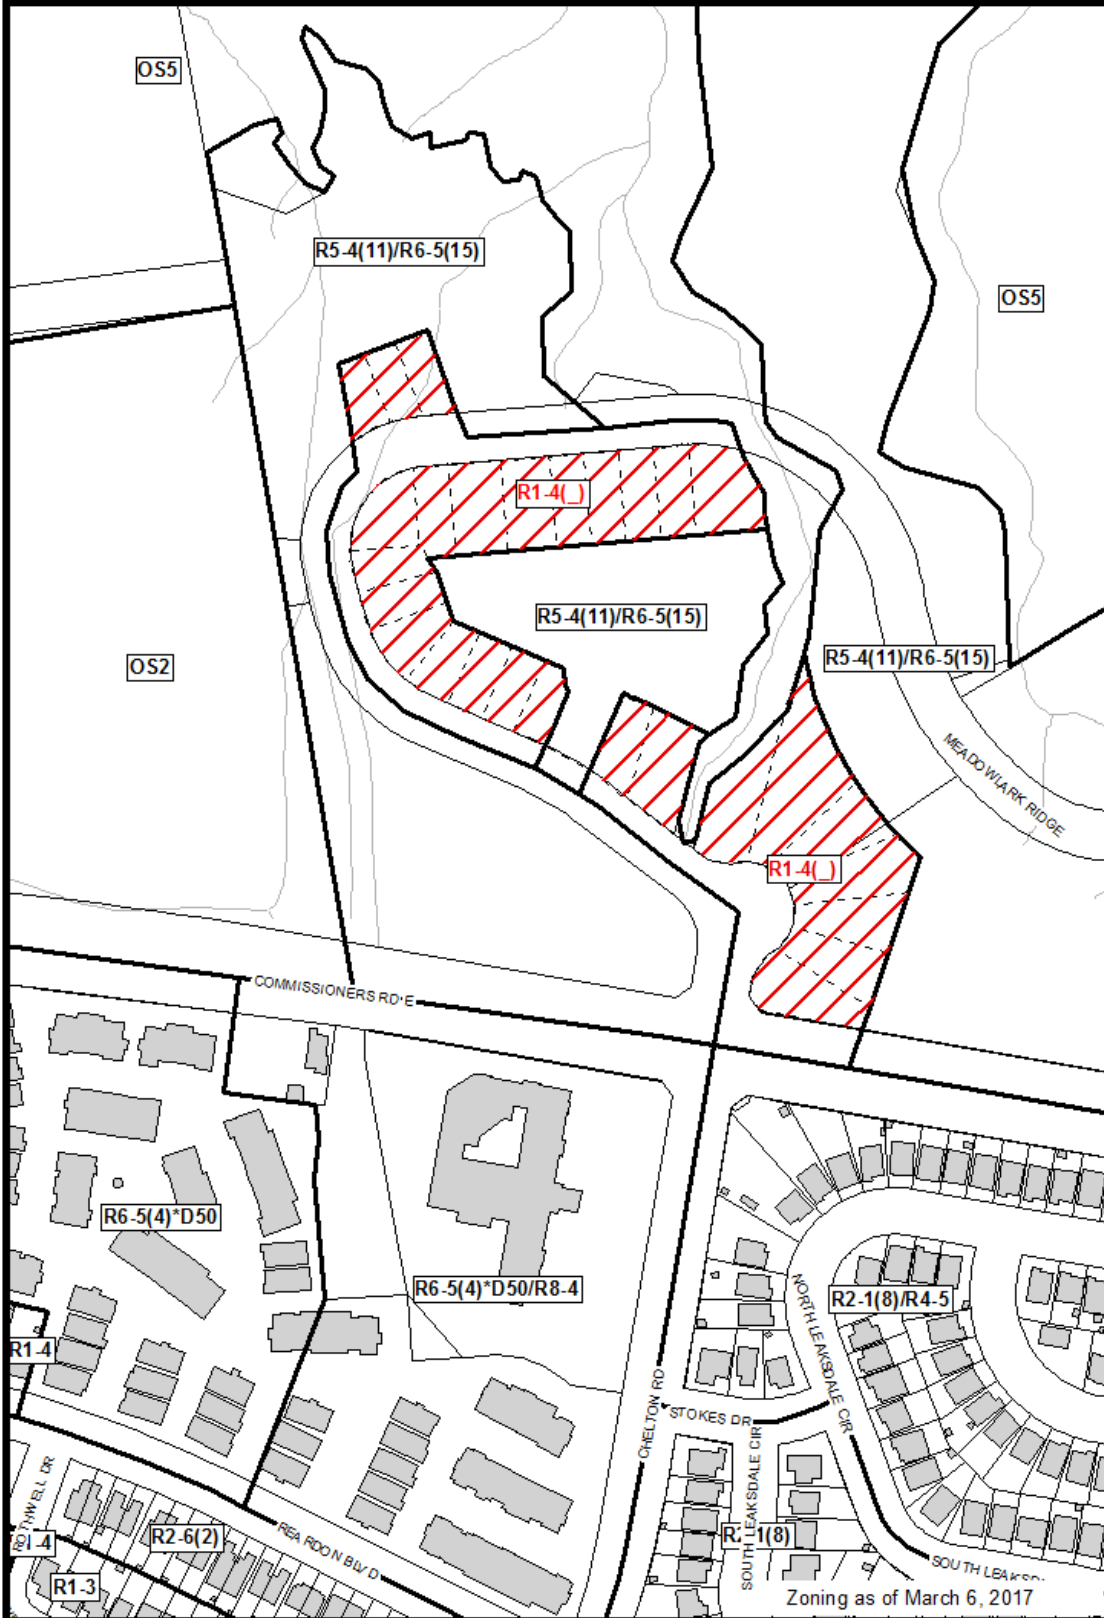 OS5
R5-4(11)/R6-5(15)
OS5
R1-4(_)
R5-4(11)/R6-5(15)
R5-4(11)/R6-5(15)
OS2
MEADOWLARK RIDGE
R1-4(_)
COMMISSIONERS RD E
R6-5(4)*D50
R6-5(4)*D50/R8-4
R2-1(8)/R4-5
NORTH LEAKSDALE CIR
R1-4
CHELTON RD
STOKES DR
SOUTH LEAKSDALE CIR
REARDON BLVD
R2-6(2)
R2-1(8)
R1-3
Zoning as of March 6, 2017